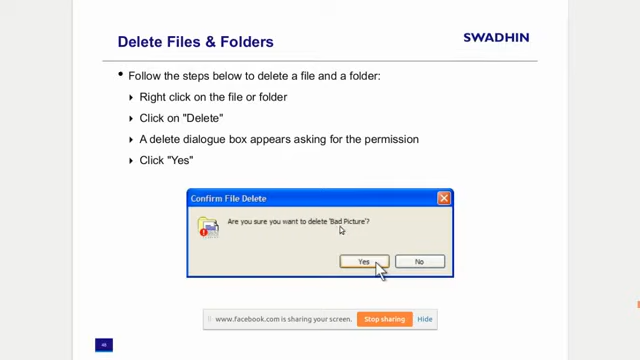 Delete Files & Folders
SWADHIN
• Follow the steps below to delete a file and a folder:
Right click on the file or folder
Click on "Delete"
A delete dialogue box appears asking for the permission
Click "Yes"
Confirm File Delete
Are you sure you want to delete 'Bad Picture'?
Yes No
www.facebook.com is sharing your screen. Stop sharing Hide